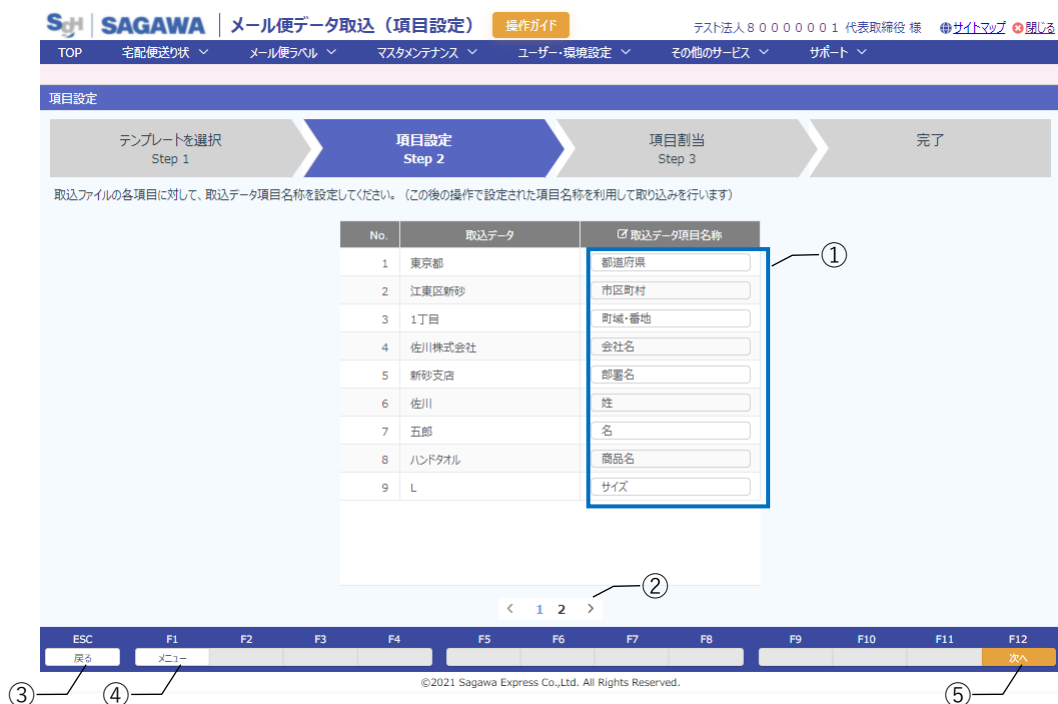 SgH SAGAWA メール便データ取込（項目設定） 操作ガイド テスト法人８０００００００１ 代表取締役 様 サイトマップ 閉じる
TOP 宅配便送り状 メール便ラベル マスタメンテナンス ユーザー・環境設定 その他のサービス サポート
項目設定
テンプレートを選択 項目設定 項目割当 完了
Step 1 Step 2 Step 3
取込ファイルの各項目に対して、取込データ項目名称を設定してください。（この後の操作で設定された項目名称を利用して取り込みを行います）
No. 取込データ 取込データ項目名称
①
1 東京都 都道府県
2 江東区新砂 市区町村
3 1丁目 町域・番地
4 佐川株式会社 会社名
5 新砂支店 部署名
6 佐川 姓
7 五郎 名
8 ハンドタオル 商品名
9 L サイズ
②
< 1 2 >
ESC F1 F2 F3 F4 F5 F6 F7 F8 F9 F10 F11 F12
戻る メニュー 次へ
©2021 Sagawa Express Co.,Ltd. All Rights Reserved.
③ ④ ⑤